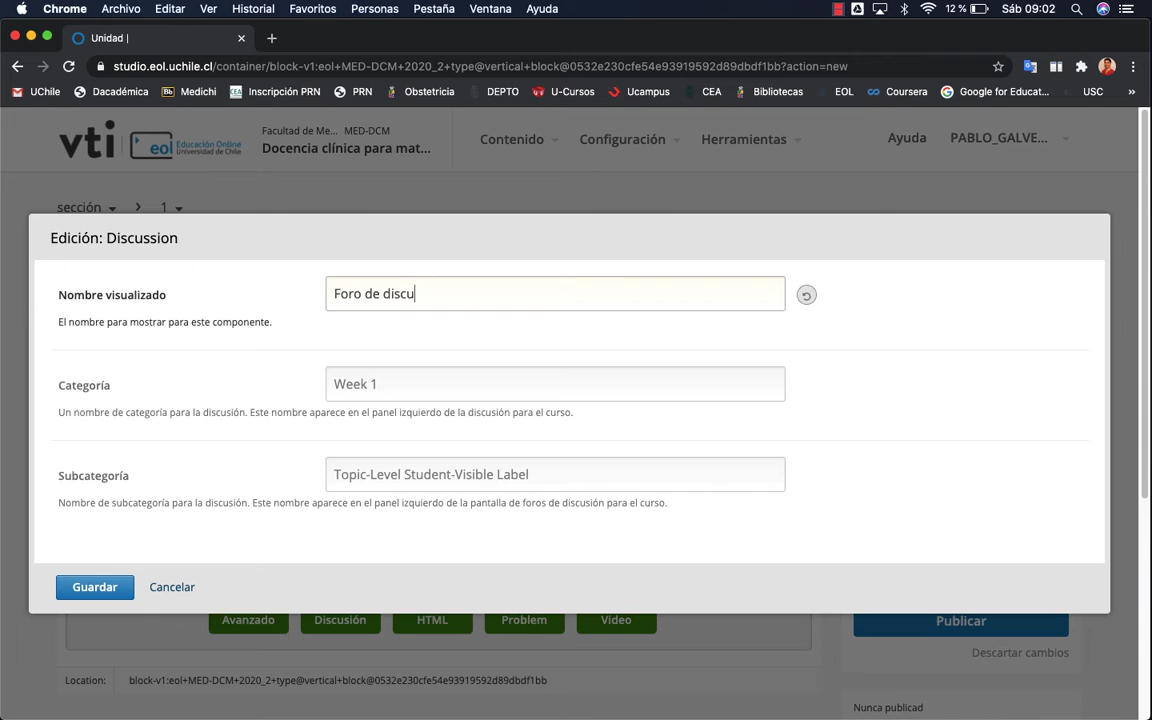 Chrome Archivo Editar Ver Historial Favoritos Personas Pestaña Ventana Ayuda 12 % Sáb 09:02
Unidad |
studio.eol.uchile.cl/container/block-v1:eol+MED-DCM+2020_2+type@vertical+block@0532e230cfe54e93919592d89dbdf1bb?action=new
UChile Dacadémica Bb Medichi CEA Inscripción PRN PRN Obstetricia DEPTO U-Cursos Ucampus CEA Bibliotecas EOL Coursera Google for Educat... USC »
vti eol Educación Online Universidad de Chile
Facultad de Me... MED-DCM
Docencia clínica para mat...
Contenido Configuración Herramientas Ayuda PABLO_GALVE...
sección 1
Edición: Discussion
Nombre visualizado Foro de discu
El nombre para mostrar para este componente.
Categoría Week 1
Un nombre de categoría para la discusión. Este nombre aparece en el panel izquierdo de la discusión para el curso.
Subcategoría Topic-Level Student-Visible Label
Nombre de subcategoría para la discusión. Este nombre aparece en el panel izquierdo de la pantalla de foros de discusión para el curso.
Guardar Cancelar
Avanzado Discusión HTML Problem Video Publicar
Descartar cambios
Location: block-v1:eol+MED-DCM+2020_2+type@vertical+block@0532e230cfe54e93919592d89dbdf1bb
Nunca publicad